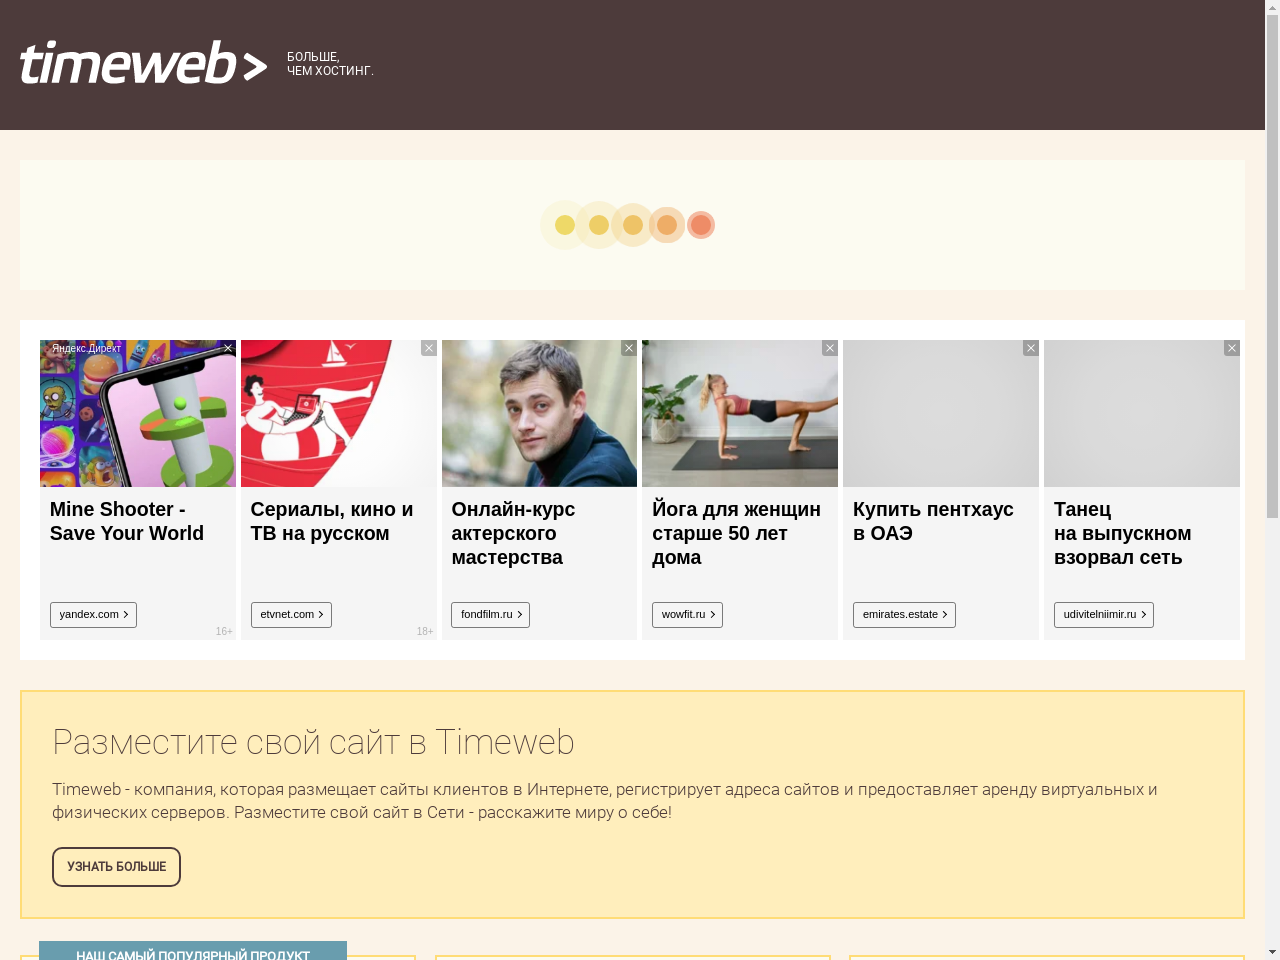 timeweb>
БОЛЬШЕ,
ЧЕМ ХОСТИНГ.
Яндекс.Директ
Mine Shooter -
Save Your World
yandex.com
16+
Сериалы, кино и
ТВ на русском
etvnet.com
18+
Онлайн-курс
актерского
мастерства
fondfilm.ru
Йога для женщин
старше 50 лет
дома
wowfit.ru
Купить пентхаус
в ОАЭ
emirates.estate
Танец
на выпускном
взорвал сеть
udivitelniimir.ru
Разместите свой сайт в Timeweb
Timeweb - компания, которая размещает сайты клиентов в Интернете, регистрирует адреса сайтов и предоставляет аренду виртуальных и
физических серверов. Разместите свой сайт в Сети - расскажите миру о себе!
УЗНАТЬ БОЛЬШЕ
НАШ САМЫЙ ПОПУЛЯРНЫЙ ПРОДУКТ